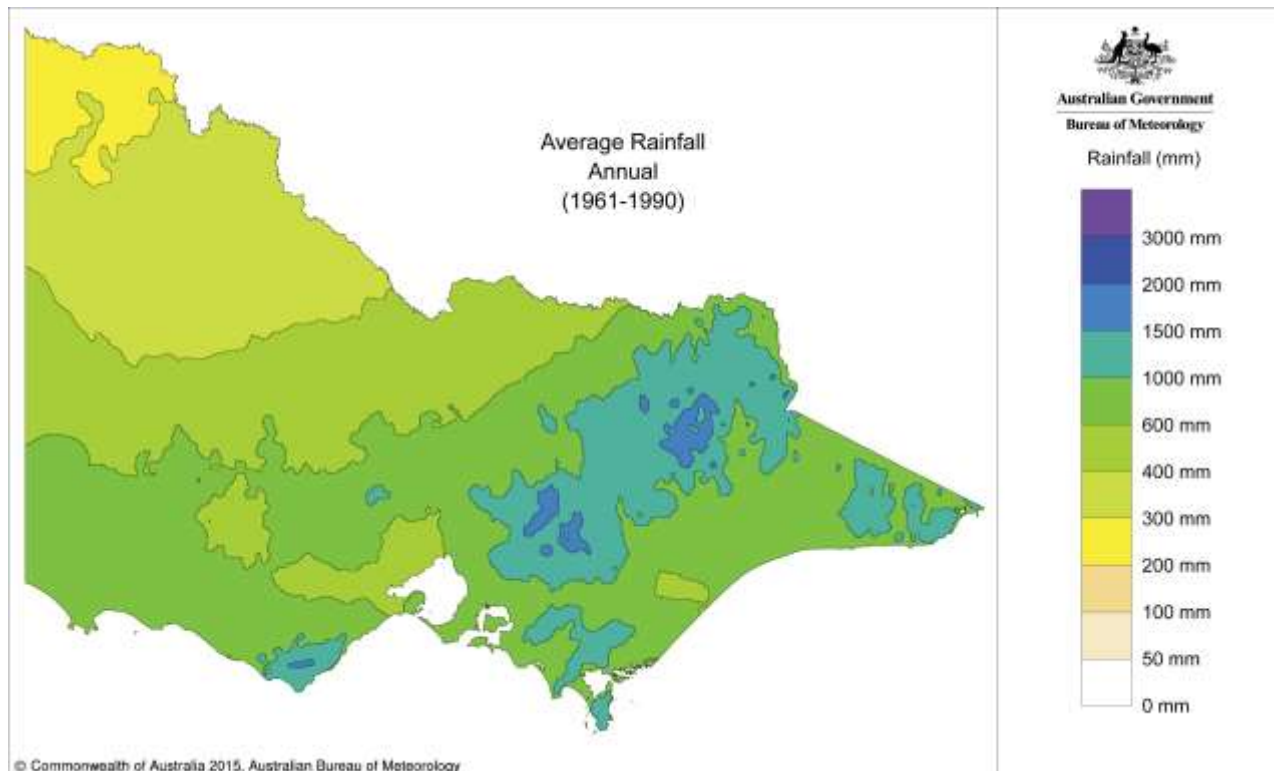 Average Rainfall
Annual
(1961-1990)
Australian Government
Bureau of Meteorology
Rainfall (mm)
3000 mm
2000 mm
1500 mm
1000 mm
600 mm
400 mm
300 mm
200 mm
100 mm
50 mm
0 mm
© Commonwealth of Australia 2015, Australian Bureau of Meteorology